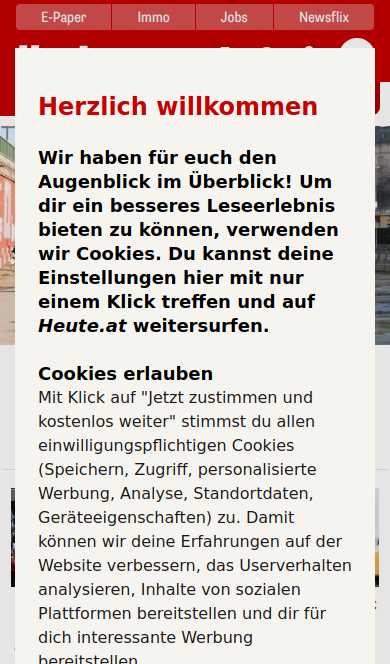 E-Paper
Immo
Jobs
Newsflix
Herzlich willkommen
Wir haben für euch den
Augenblick im Überblick! Um
dir ein besseres Leseerlebnis
bieten zu können, verwenden
wir Cookies. Du kannst deine
Einstellungen hier mit nur
einem Klick treffen und auf
Heute.at weitersurfen.
Cookies erlauben
Mit Klick auf "Jetzt zustimmen und
kostenlos weiter" stimmst du allen
einwilligungspflichtigen Cookies
(Speichern, Zugriff, personalisierte
Werbung, Analyse, Standortdaten,
Geräteeigenschaften) zu. Damit
können wir deine Erfahrungen auf der
Website verbessern, das Userverhalten
analysieren, Inhalte von sozialen
Plattformen bereitstellen und dir für
dich interessante Werbung
bereitstellen